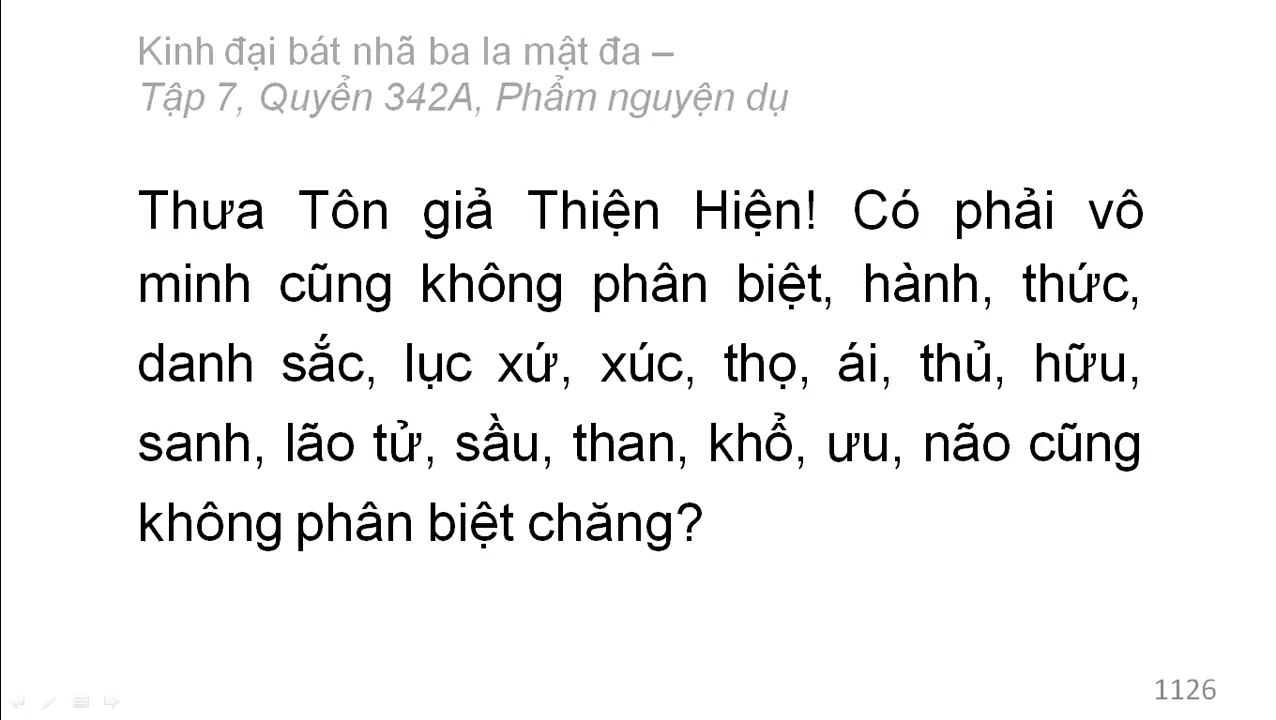 Kinh đại bát nhã ba la mật đa –
Tập 7, Quyển 342A, Phẩm nguyện dụ
Thưa Tôn giả Thiện Hiện! Có phải vô
minh cũng không phân biệt, hành, thức,
danh sắc, lục xứ, xúc, thọ, ái, thủ, hữu,
sanh, lão tử, sầu, than, khổ, ưu, não cũng
không phân biệt chăng?
1126